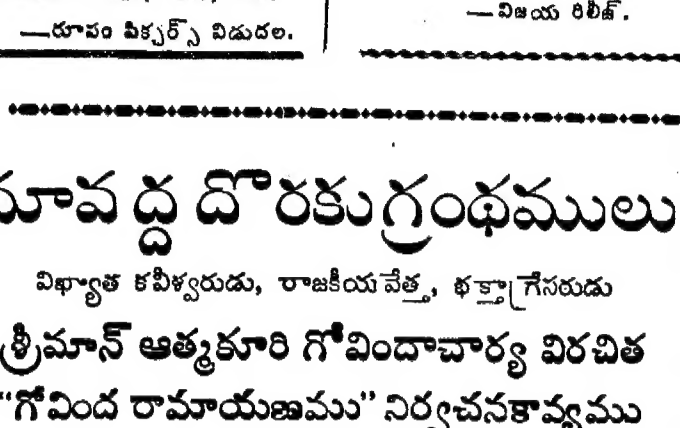 —రూపం పిక్చర్స్ విడుదల.
—విజయ రిలీజ్.
మావద్ద దొరకు గ్రంథములు
విఖ్యాత కవీశ్వరుడు, రాజకీయవేత్త, భక్తాగ్రేసరుడు
శ్రీమాన్ ఆత్మకూరి గోవిందాచార్య విరచిత
"గోవింద రామాయణము" నిర్వచనకావ్యము